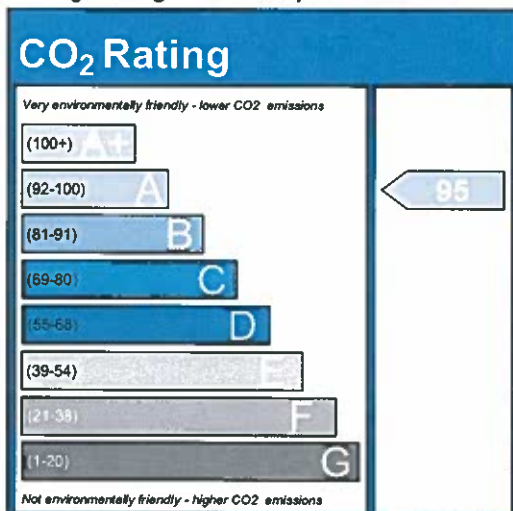 CO2 Rating
Very environmentally friendly - lower CO2 emissions
(100+) A+
(92-100) A
95
(81-91) B
(69-80) C
(55-68) D
(39-54) E
(21-38) F
(1-20) G
Not environmentally friendly - higher CO2 emissions